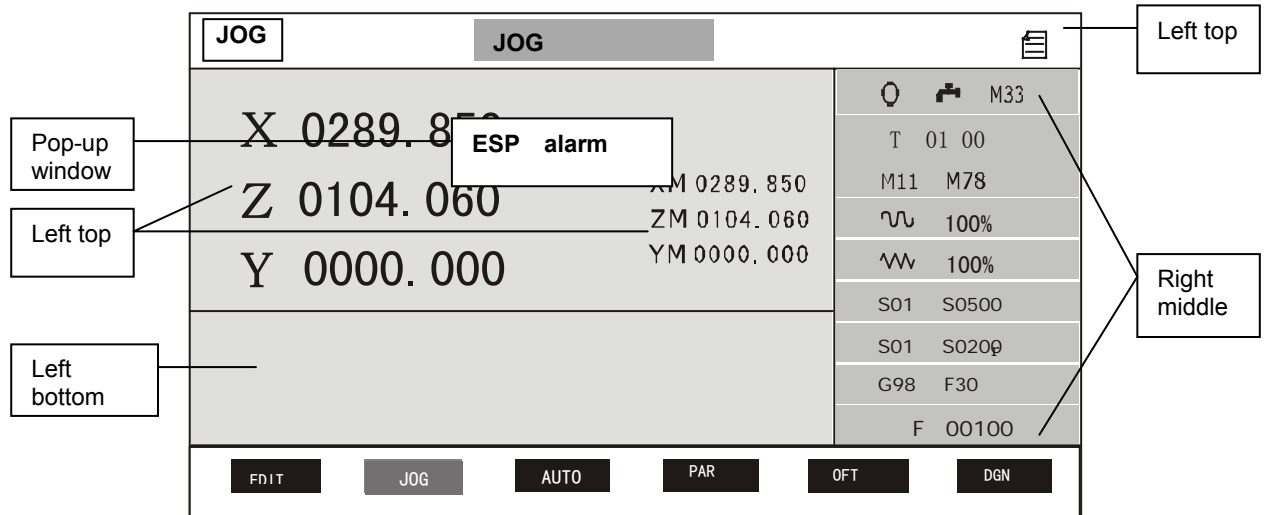 JOG
JOG
Left top
Pop-up
window
Left top
Left
bottom
X 0289. 850
ESP alarm
Z 0104. 060
Y 0000. 000
XM 0289. 850
ZM 0104. 060
YM 0000. 000
M33
T 01 00
M11 M78
100%
100%
S01 S0500
S01 S0200
G98 F30
F 00100
Right
middle
EDIT
JOG
AUTO
PAR
OFT
DGN